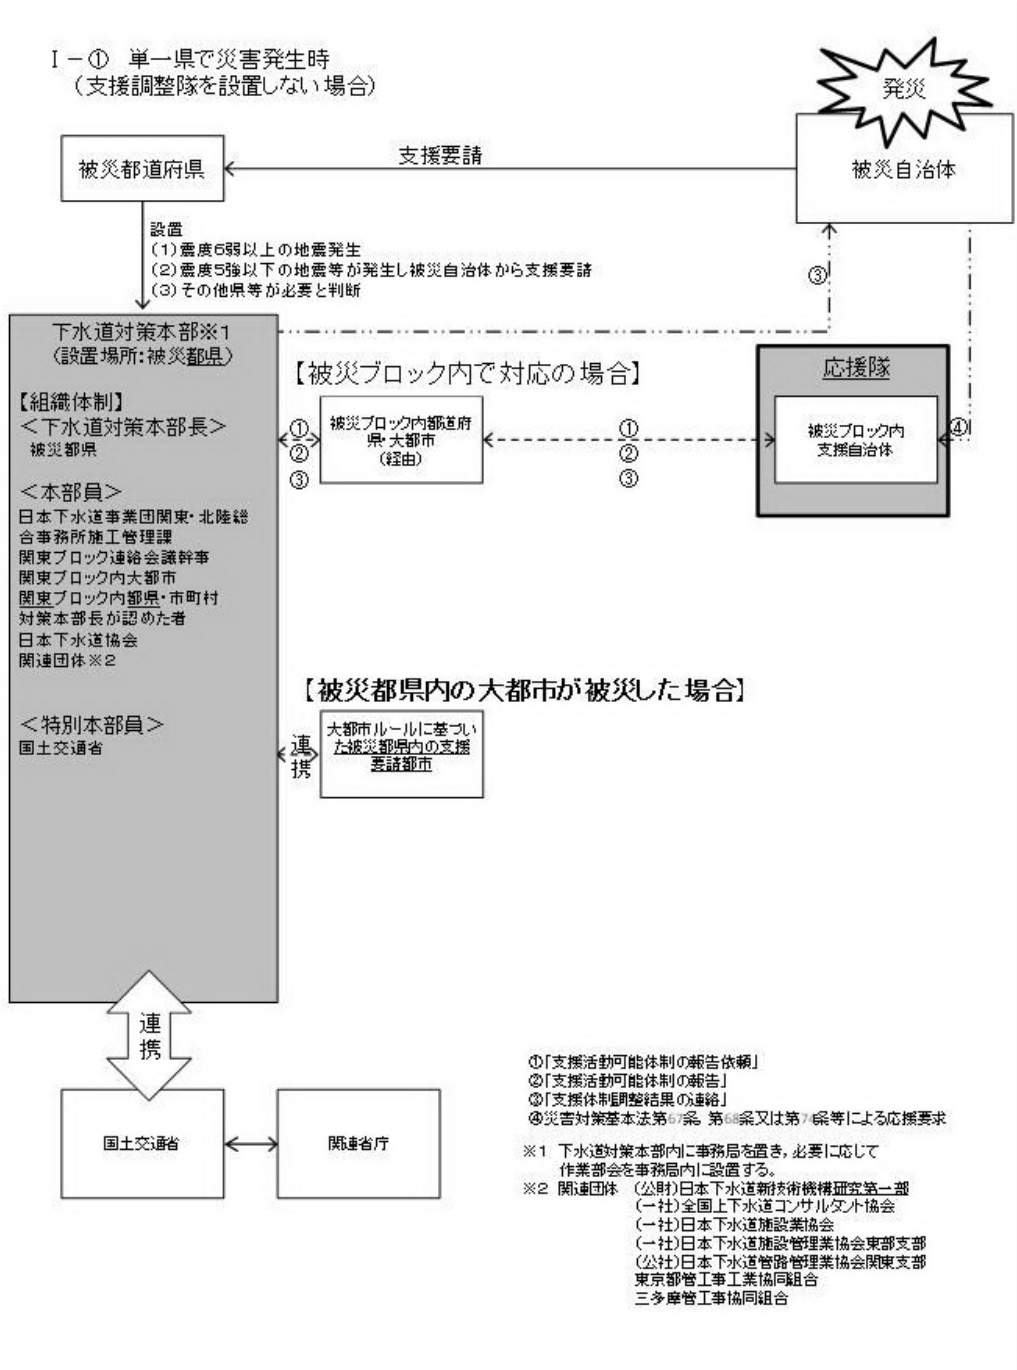 Ⅰ－① 単一県で災害発生時
（支援調整隊を設置しない場合）
発災
被災都道府県
支援要請
被災自治体
設置
(1)震度6弱以上の地震発生
(2)震度5強以下の地震等が発生し被災自治体から支援要請
(3)その他県等が必要と判断
③
下水道対策本部※1
(設置場所:被災都県)
【組織体制】
＜下水道対策本部長＞
被災都県
＜本部員＞
日本下水道事業団関東・北陸総
合事務所施工管理課
関東ブロック連絡会議幹事
関東ブロック内大都市
関東ブロック内都県・市町村
対策本部長が認めた者
日本下水道協会
関連団体※2
＜特別本部員＞
国土交通省
【被災ブロック内で対応の場合】
①
②
③
被災ブロック内都道府
県・大都市
(経由)
①
②
③
応援隊
被災ブロック内
支援自治体
④
【被災都県内の大都市が被災した場合】
連
携
大都市ルールに基づい
た被災都県内の支援
要請都市
連
携
国土交通省
関連省庁
①「支援活動可能体制の報告依頼」
②「支援活動可能体制の報告」
③「支援体制調整結果の連絡」
④災害対策基本法第67条、第68条又は第74条等による応援要求
※1 下水道対策本部内に事務局を置き，必要に応じて
作業部会を事務局内に設置する。
※2 関連団体 (公財)日本下水道新技術機構研究第一部
(一社)全国上下水道コンサルタント協会
(一社)日本下水道施設業協会
(一社)日本下水道施設管理業協会東部支部
(公社)日本下水道管路管理業協会関東支部
東京都管工事工業協同組合
三多摩管工事協同組合